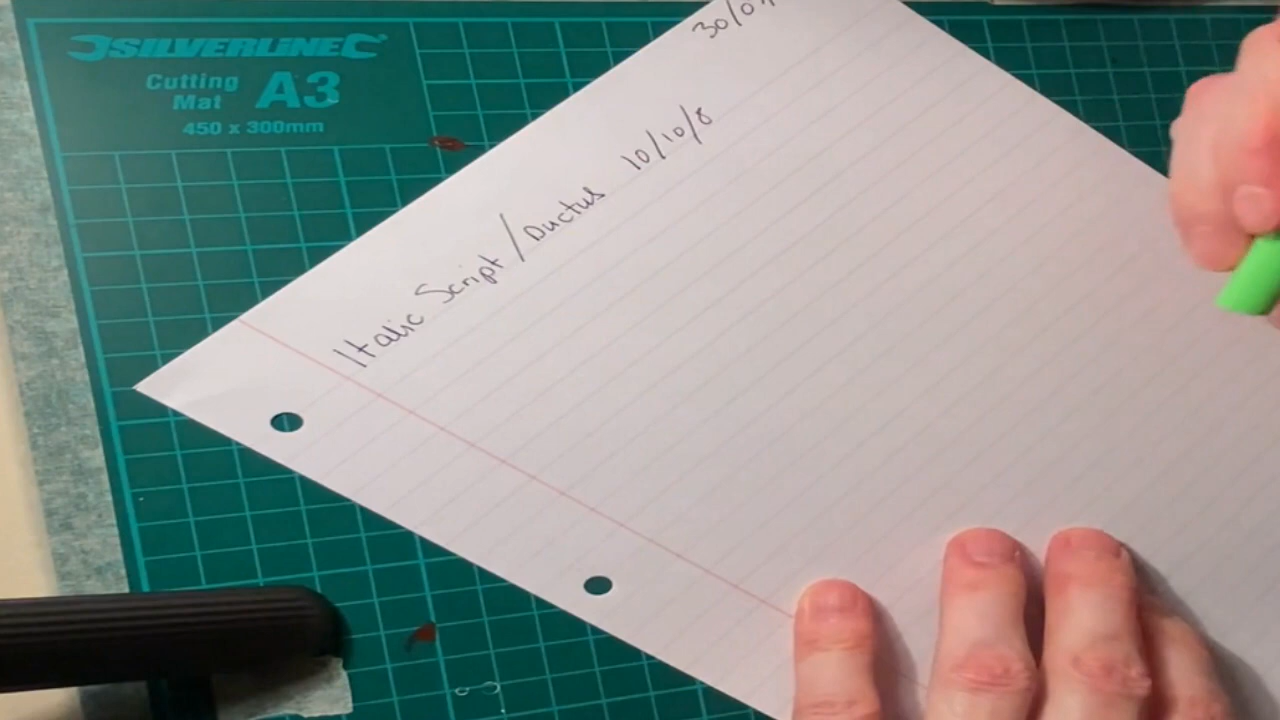 SILVERLINE
Cutting
Mat A3
450 x 300mm
Italic Script / Ductus 10/10/8